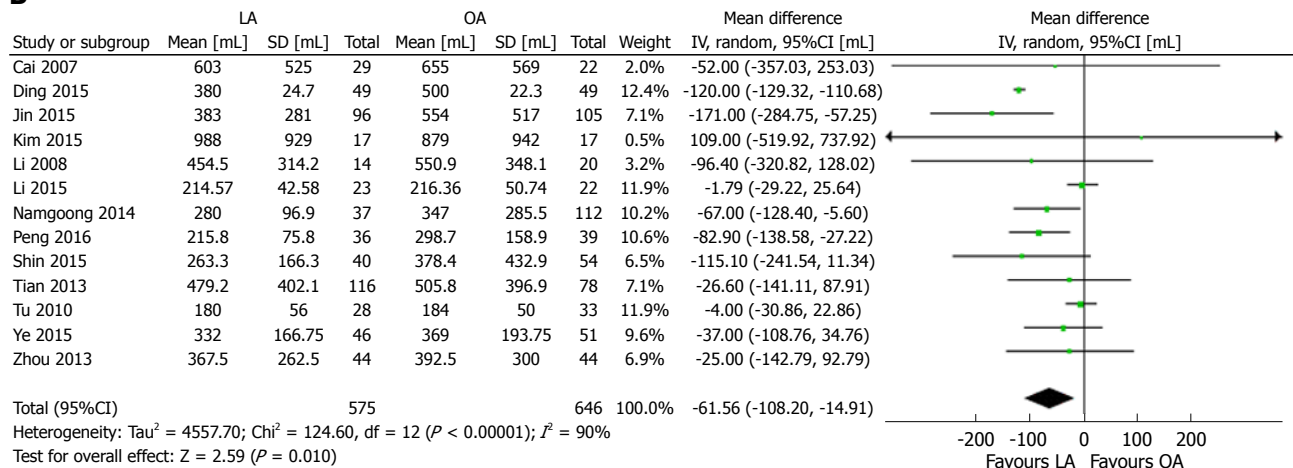 B
LA OA Mean difference Mean difference
Study or subgroup Mean [mL] SD [mL] Total Mean [mL] SD [mL] Total Weight IV, random, 95%CI [mL] IV, random, 95%CI [mL]
Cai 2007 603 525 29 655 569 22 2.0% -52.00 (-357.03, 253.03)
Ding 2015 380 24.7 49 500 22.3 49 12.4% -120.00 (-129.32, -110.68)
Jin 2015 383 281 96 554 517 105 7.1% -171.00 (-284.75, -57.25)
Kim 2015 988 929 17 879 942 17 0.5% 109.00 (-519.92, 737.92)
Li 2008 454.5 314.2 14 550.9 348.1 20 3.2% -96.40 (-320.82, 128.02)
Li 2015 214.57 42.58 23 216.36 50.74 22 11.9% -1.79 (-29.22, 25.64)
Namgoong 2014 280 96.9 37 347 285.5 112 10.2% -67.00 (-128.40, -5.60)
Peng 2016 215.8 75.8 36 298.7 158.9 39 10.6% -82.90 (-138.58, -27.22)
Shin 2015 263.3 166.3 40 378.4 432.9 54 6.5% -115.10 (-241.54, 11.34)
Tian 2013 479.2 402.1 116 505.8 396.9 78 7.1% -26.60 (-141.11, 87.91)
Tu 2010 180 56 28 184 50 33 11.9% -4.00 (-30.86, 22.86)
Ye 2015 332 166.75 46 369 193.75 51 9.6% -37.00 (-108.76, 34.76)
Zhou 2013 367.5 262.5 44 392.5 300 44 6.9% -25.00 (-142.79, 92.79)
Total (95%CI) 575 646 100.0% -61.56 (-108.20, -14.91)
Heterogeneity: Tau² = 4557.70; Chi² = 124.60, df = 12 (P < 0.00001); I² = 90%
Test for overall effect: Z = 2.59 (P = 0.010)
-200 -100 0 100 200
Favours LA Favours OA